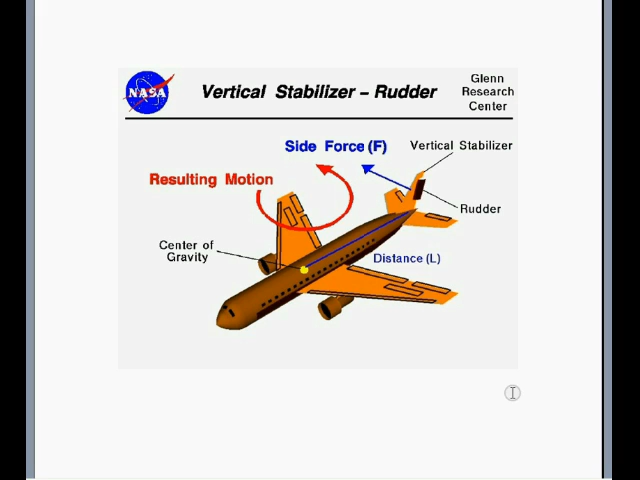 NASA
Vertical Stabilizer – Rudder
Glenn
Research
Center
Side Force (F)
Vertical Stabilizer
Resulting Motion
Rudder
Center of
Gravity
Distance (L)